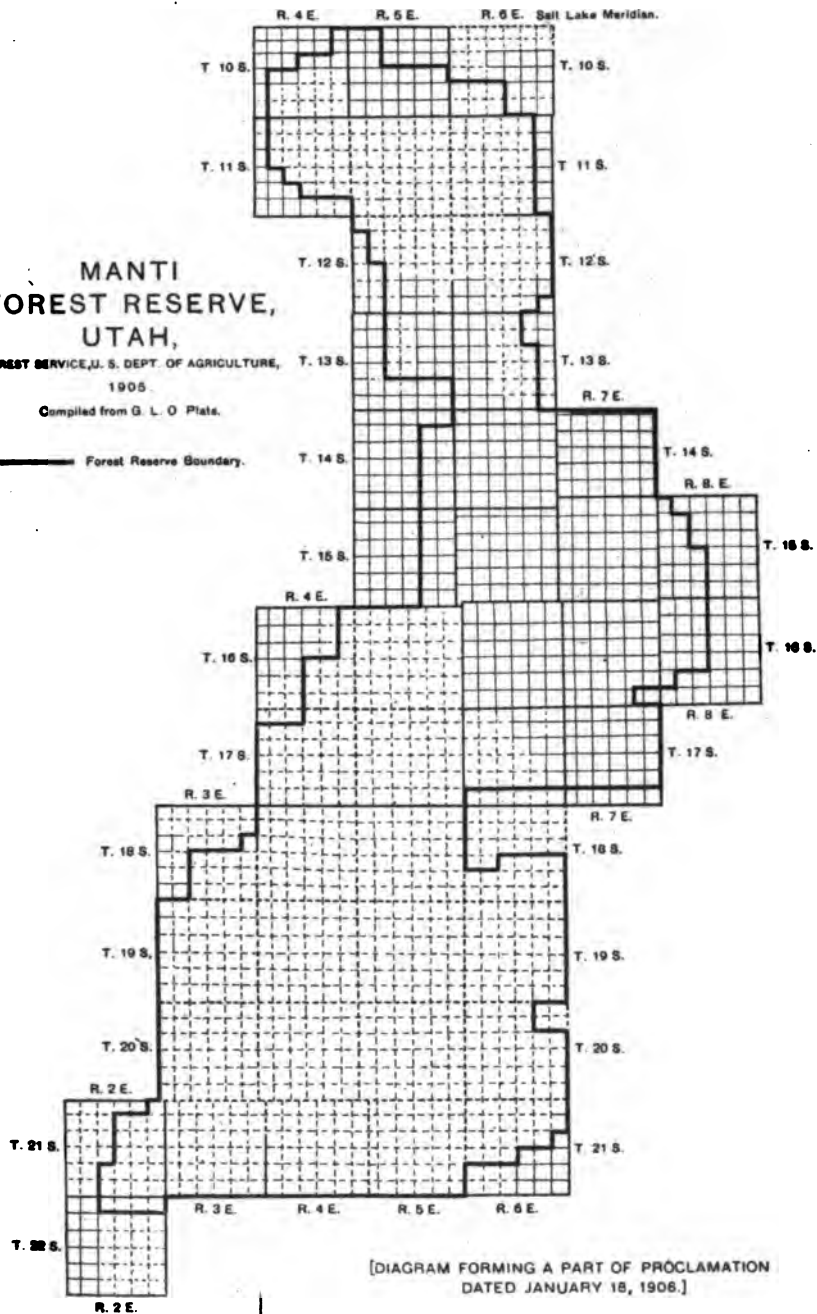 R. 4 E. R. 5 E. R. 6 E. Salt Lake Meridian.
T. 10 S. T. 10 S.
T. 11 S. T. 11 S.
T. 12 S. T. 12 S.
MANTI
FOREST RESERVE,
UTAH,
REST SERVICE, U. S. DEPT. OF AGRICULTURE,
1905.
Compiled from G. L. O Plats.
Forest Reserve Boundary.
T. 13 S. T. 13 S.
R. 7 E.
T. 14 S. T. 14 S.
R. 8. E.
T. 15 S. T. 15 S.
R. 4 E.
T. 16 S. T. 16 S.
R. 8 E.
T. 17 S. T. 17 S.
R. 3 E. R. 7 E.
T. 18 S. T. 18 S.
T. 19 S. T. 19 S.
T. 20 S. T. 20 S.
R. 2 E.
T. 21 S. T. 21 S.
R. 3 E. R. 4 E. R. 5 E. R. 6 E.
T. 22 S.
R. 2 E.
[DIAGRAM FORMING A PART OF PROCLAMATION
DATED JANUARY 18, 1906.]